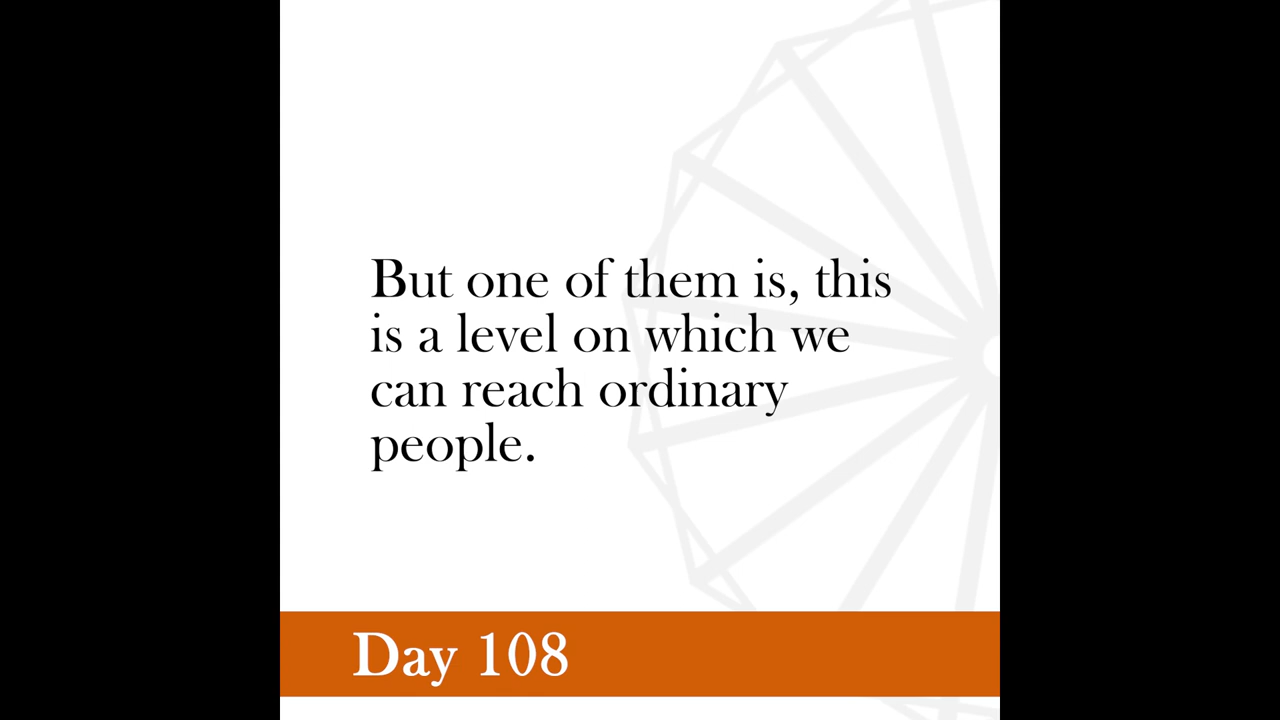 But one of them is, this
is a level on which we
can reach ordinary
people.
Day 108